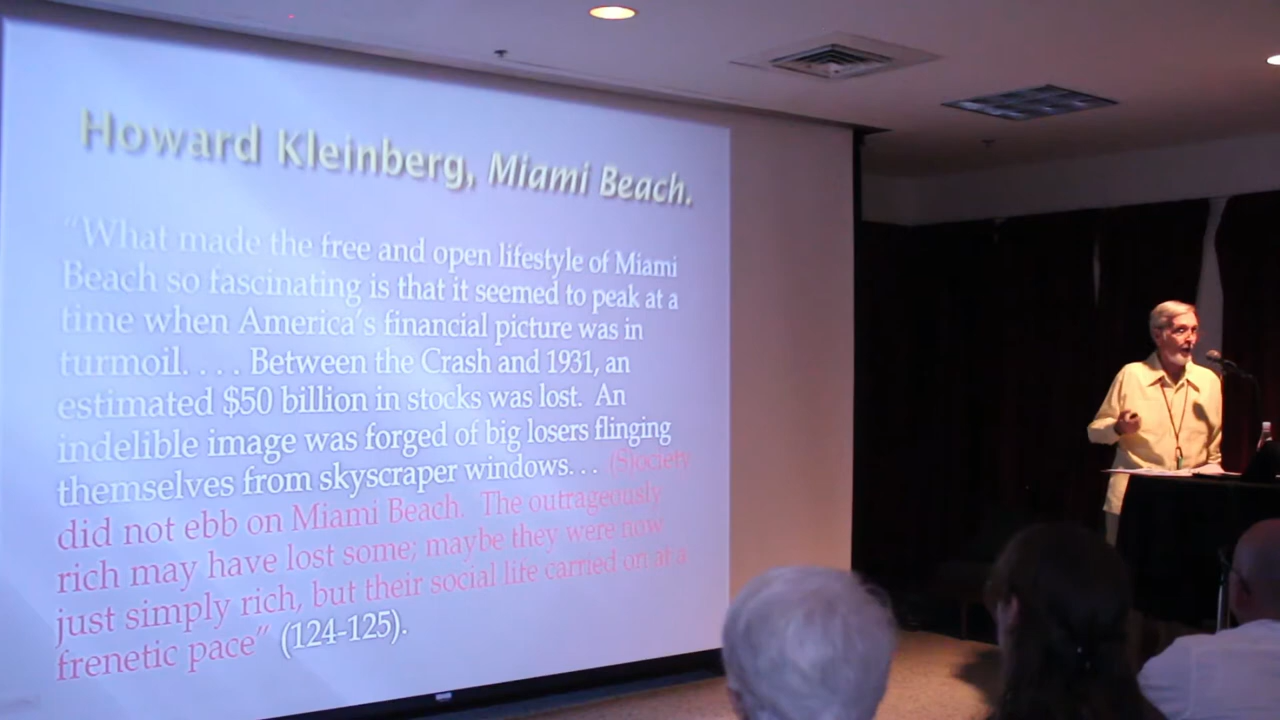 Howard Kleinberg, Miami Beach.
“What made the free and open lifestyle of Miami
Beach so fascinating is that it seemed to peak at a
time when America's financial picture was in
turmoil. . . . Between the Crash and 1931, an
estimated $50 billion in stocks was lost. An
indelible image was forged of big losers flinging
themselves from skyscraper windows. . . (S)ociety
did not ebb on Miami Beach. The outrageously
rich may have lost some; maybe they were now
just simply rich, but their social life carried on at a
frenetic pace” (124-125).